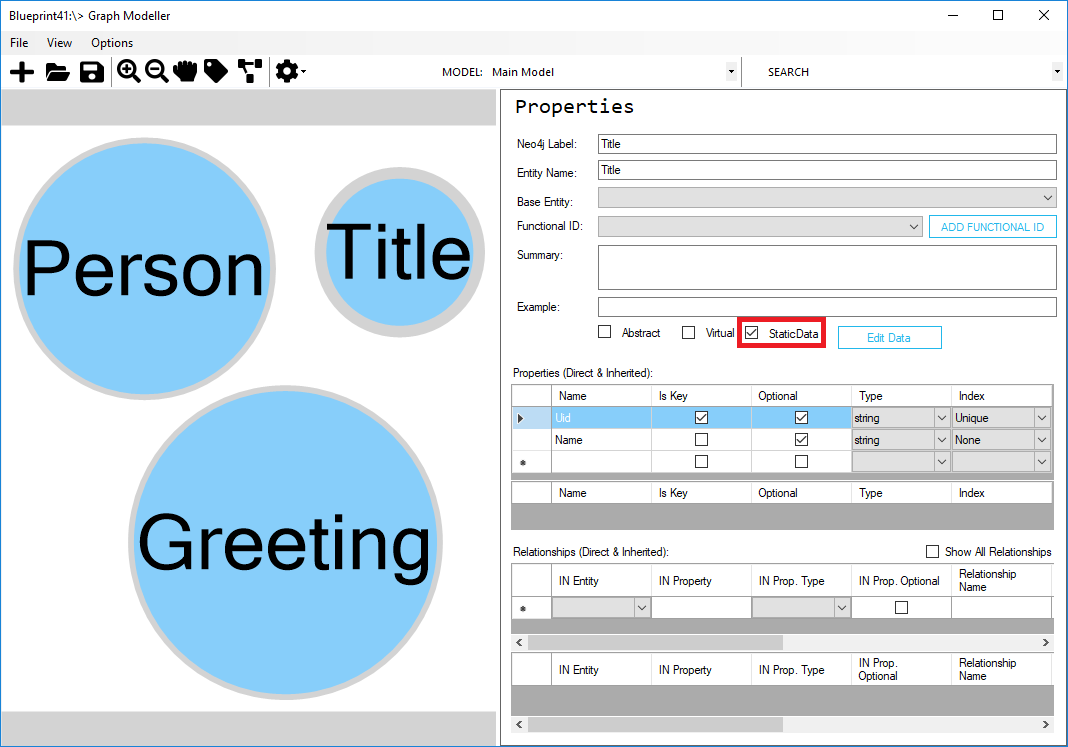 Blueprint41:\> Graph Modeller
File View Options
MODEL: Main Model SEARCH
Person
Title
Greeting
Properties
Neo4j Label: Title
Entity Name: Title
Base Entity:
Functional ID: ADD FUNCTIONAL ID
Summary:
Example:
Abstract Virtual StaticData Edit Data
Properties (Direct & Inherited):
Name Is Key Optional Type Index
Uid string Unique
Name string None
Name Is Key Optional Type Index
Relationships (Direct & Inherited): Show All Relationships
IN Entity IN Property IN Prop. Type IN Prop. Optional Relationship
Name
IN Entity IN Property IN Prop. Type IN Prop. Relationship
Optional Name